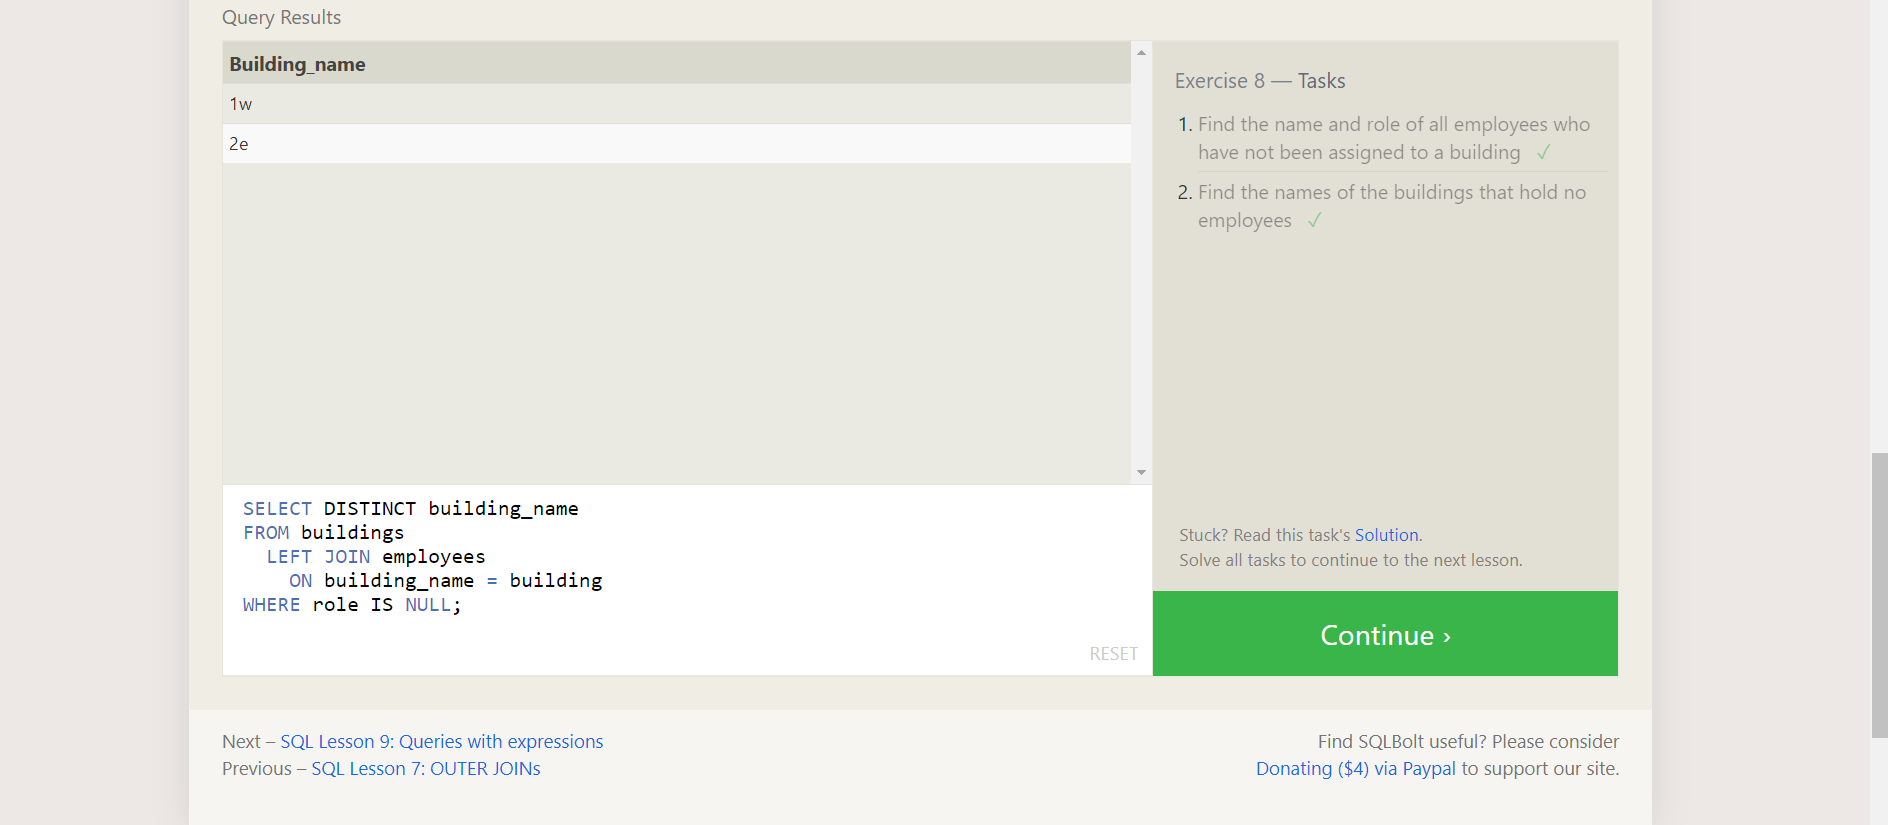 Query Results
Building_name
1w
2e
SELECT DISTINCT building_name
FROM buildings
  LEFT JOIN employees
    ON building_name = building
WHERE role IS NULL;
RESET
Exercise 8 — Tasks
1. Find the name and role of all employees who
have not been assigned to a building ✓
2. Find the names of the buildings that hold no
employees ✓
Stuck? Read this task's Solution.
Solve all tasks to continue to the next lesson.
Continue ›
Next – SQL Lesson 9: Queries with expressions
Previous – SQL Lesson 7: OUTER JOINs
Find SQLBolt useful? Please consider
Donating ($4) via Paypal to support our site.